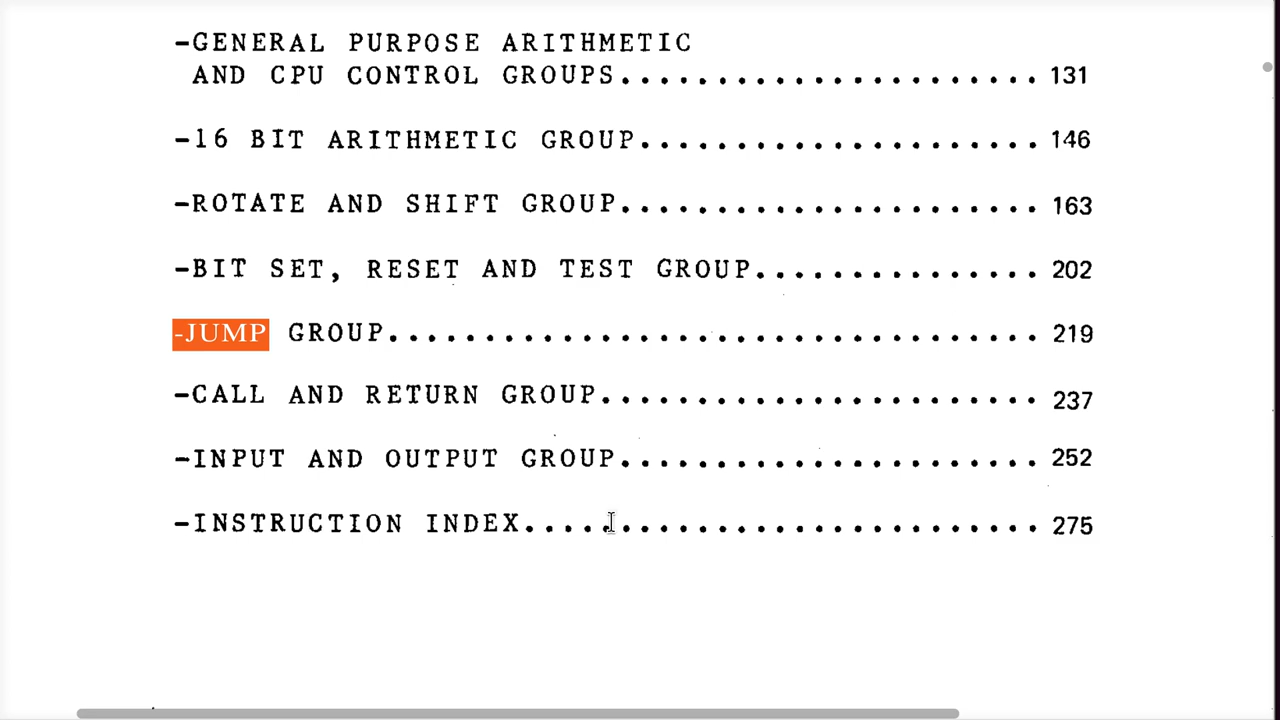 -GENERAL PURPOSE ARITHMETIC
AND CPU CONTROL GROUPS...................... 131
-16 BIT ARITHMETIC GROUP..................... 146
-ROTATE AND SHIFT GROUP...................... 163
-BIT SET, RESET AND TEST GROUP............... 202
-JUMP GROUP.................................. 219
-CALL AND RETURN GROUP....................... 237
-INPUT AND OUTPUT GROUP...................... 252
-INSTRUCTION INDEX........................... 275